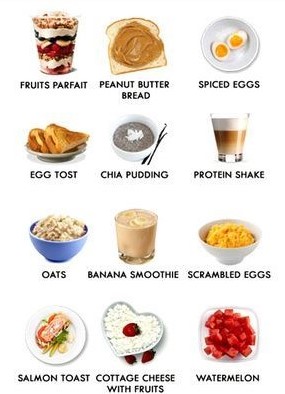 FRUITS PARFAIT
PEANUT BUTTER
BREAD
SPICED EGGS
EGG TOST
CHIA PUDDING
PROTEIN SHAKE
OATS
BANANA SMOOTHIE
SCRAMBLED EGGS
SALMON TOAST
COTTAGE CHEESE
WITH FRUITS
WATERMELON